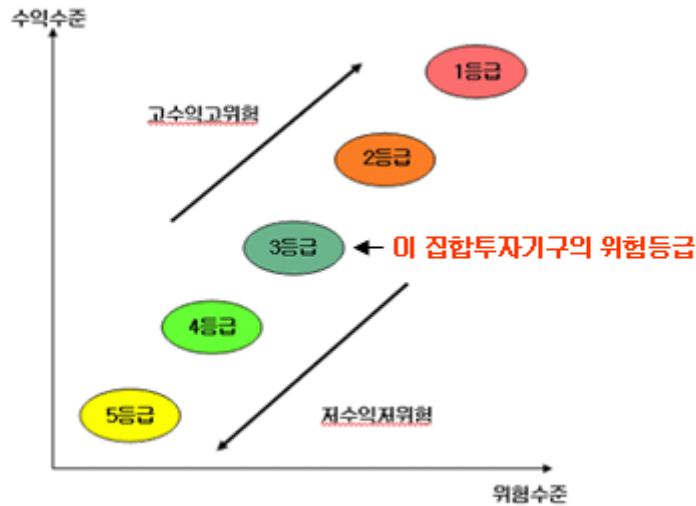 수익수준
1등급
고수익고위험
2등급
3등급
이 집합투자기구의 위험등급
4등급
5등급
저수익저위험
위험수준